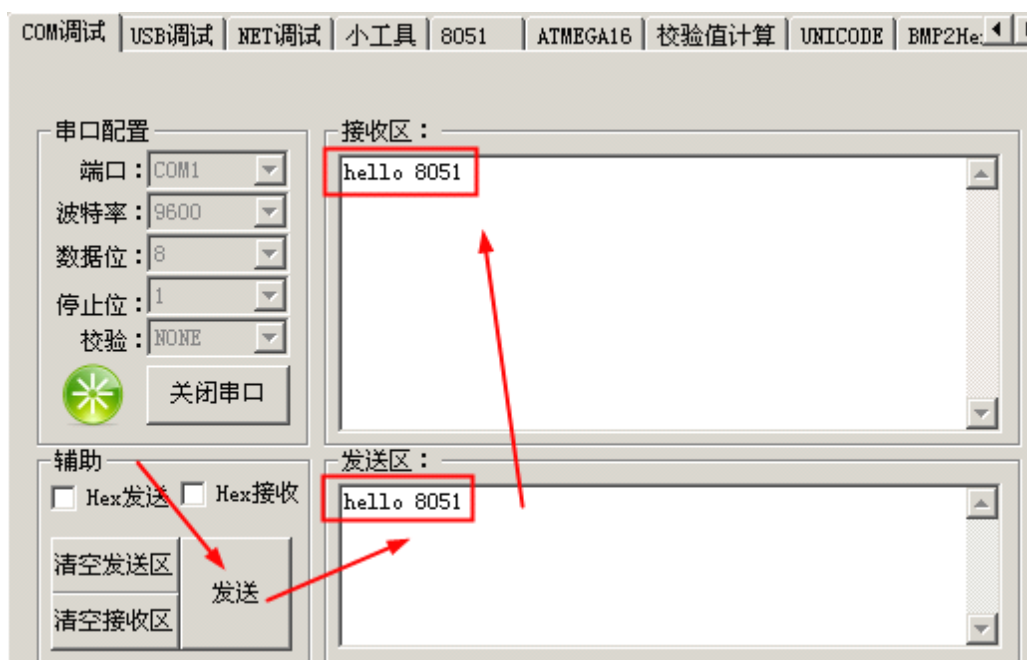 COM调试 USB调试 NET调试 小工具 8051 ATMEGA16 校验值计算 UNICODE BMP2He
串口配置
端口：COM1
波特率：9600
数据位：8
停止位：1
校验：NONE
关闭串口
接收区：
hello 8051
辅助
Hex发送 Hex接收
清空发送区
清空接收区
发送
发送区：
hello 8051